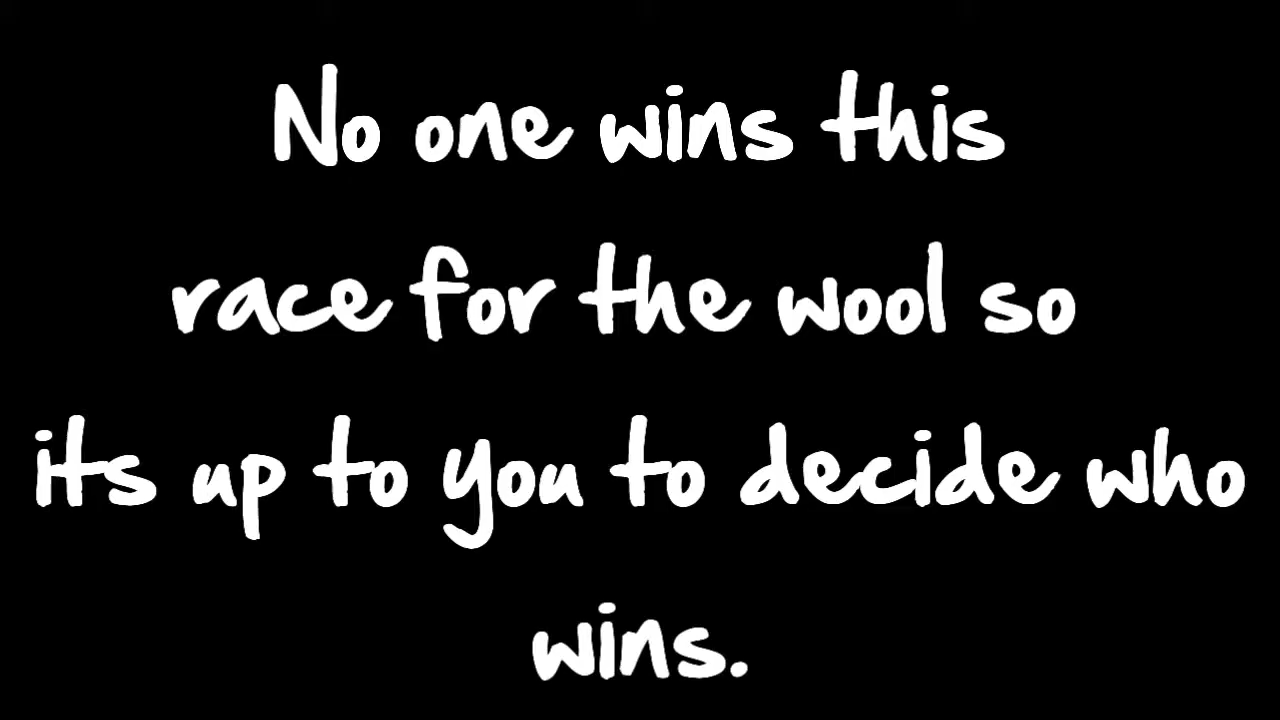 No one wins this
race for the wool so
its up to you to decide who
wins.